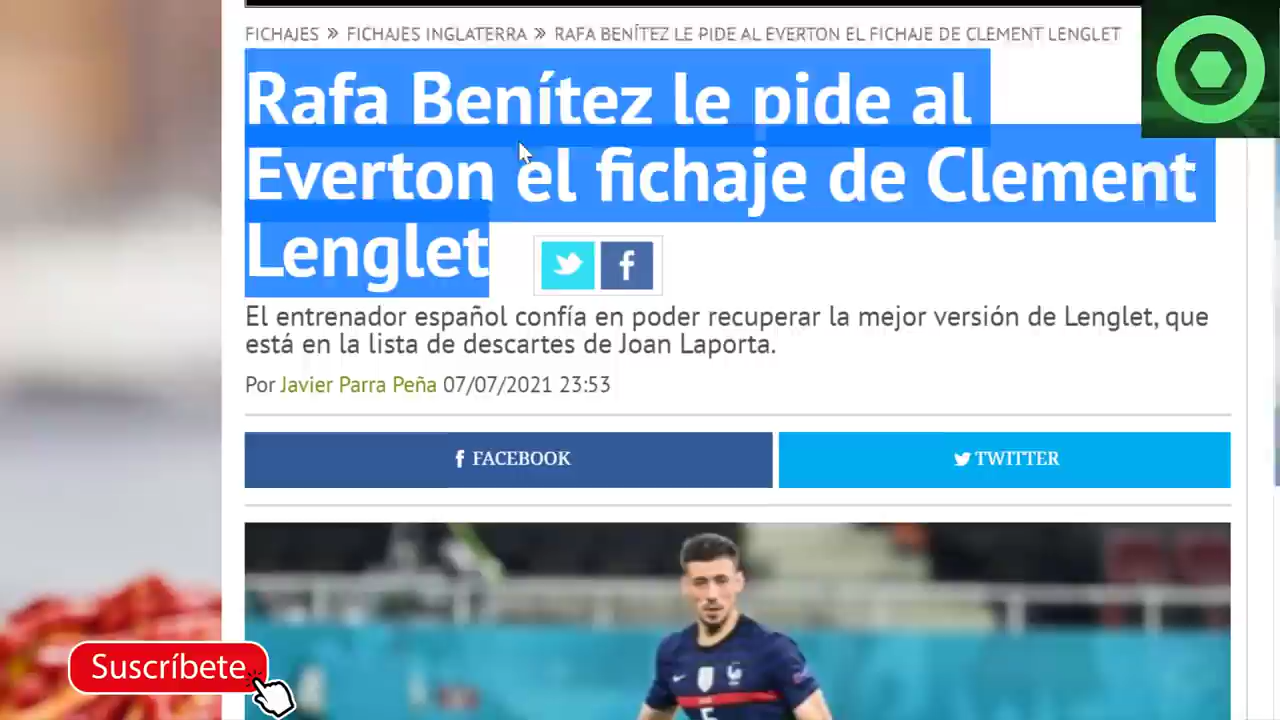 FICHAJES » FICHAJES INGLATERRA » RAFA BENÍTEZ LE PIDE AL EVERTON EL FICHAJE DE CLEMENT LENGLET
Rafa Benítez le pide al
Everton el fichaje de Clement
Lenglet
El entrenador español confía en poder recuperar la mejor versión de Lenglet, que
está en la lista de descartes de Joan Laporta.
Por Javier Parra Peña 07/07/2021 23:53
FACEBOOK
TWITTER
Suscríbete
5